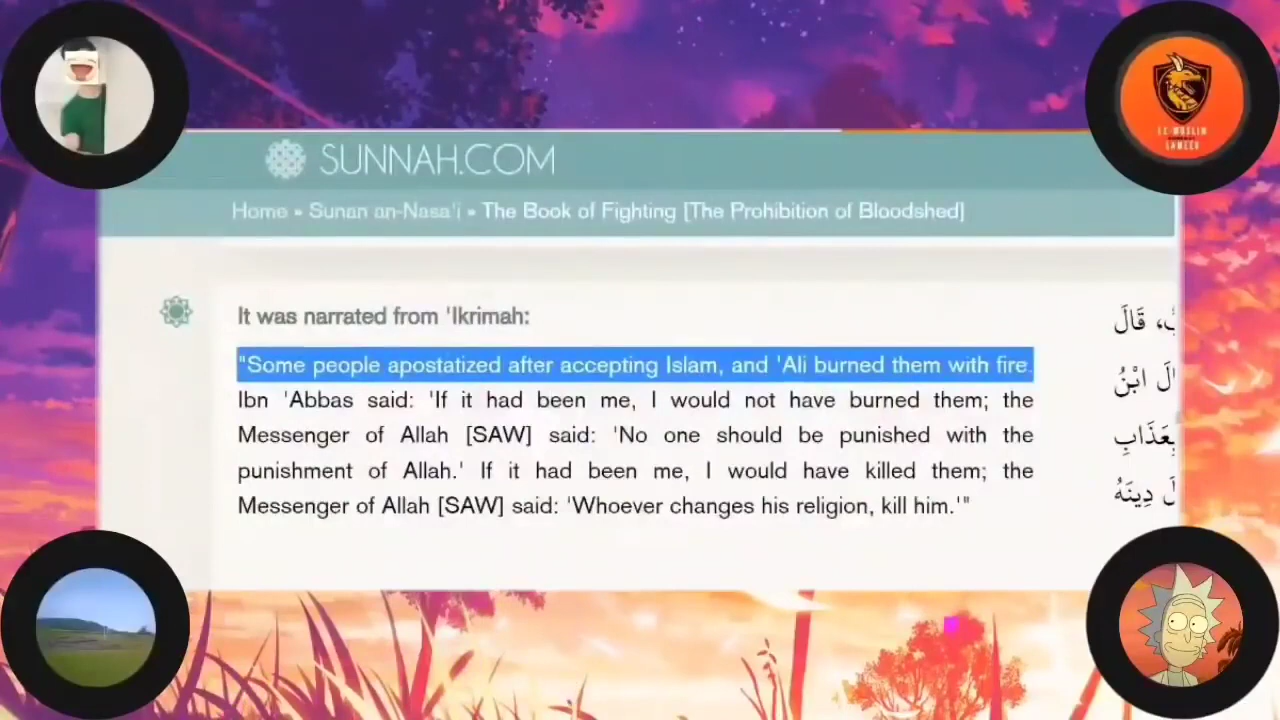 EX-MUSLIM
SAMEER
SUNNAH.COM
Home » Sunan an-Nasa'i » The Book of Fighting [The Prohibition of Bloodshed]
It was narrated from 'Ikrimah:
"Some people apostatized after accepting Islam, and 'Ali burned them with fire.
Ibn 'Abbas said: 'If it had been me, I would not have burned them; the
Messenger of Allah [SAW] said: 'No one should be punished with the
punishment of Allah.' If it had been me, I would have killed them; the
Messenger of Allah [SAW] said: 'Whoever changes his religion, kill him.'"
قَالَ
ابْنُ
بِعَذَابِ
دِينَهُ